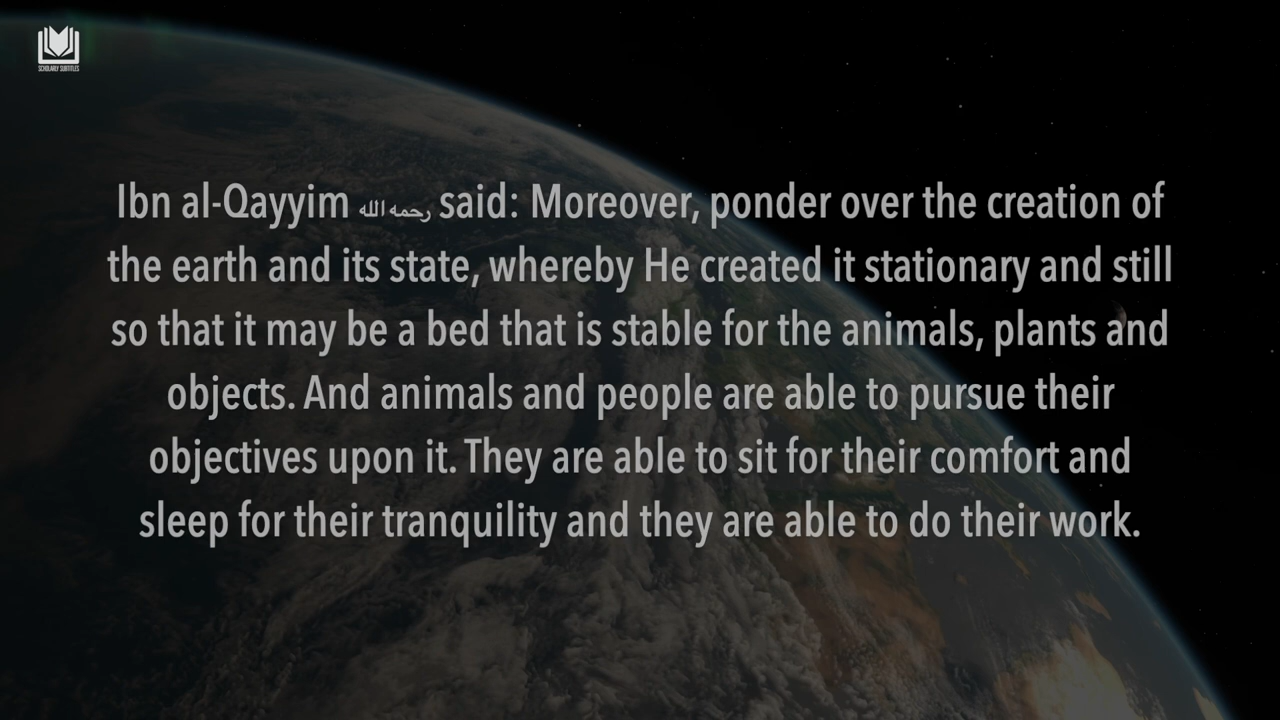 SCHOLARLY SUBTITLES
Ibn al-Qayyim رحمه الله said: Moreover, ponder over the creation of
the earth and its state, whereby He created it stationary and still
so that it may be a bed that is stable for the animals, plants and
objects. And animals and people are able to pursue their
objectives upon it. They are able to sit for their comfort and
sleep for their tranquility and they are able to do their work.